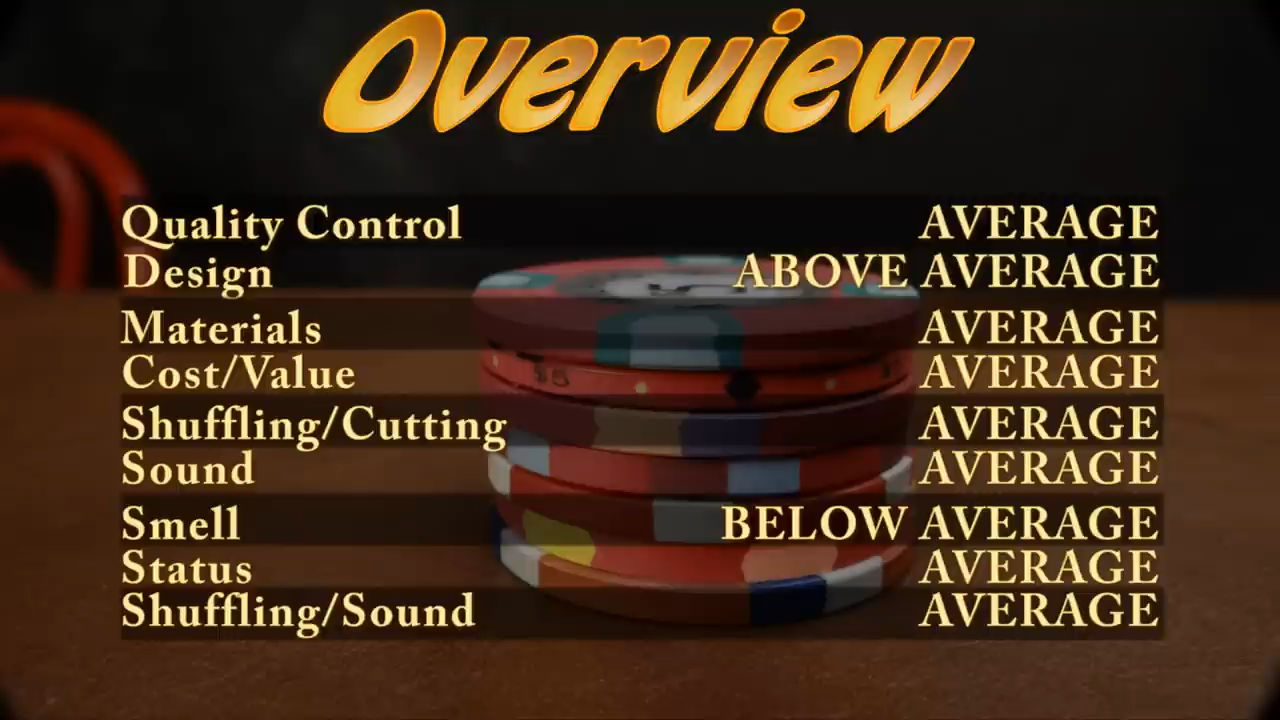 Overview
Quality Control AVERAGE
Design ABOVE AVERAGE
Materials AVERAGE
Cost/Value AVERAGE
Shuffling/Cutting AVERAGE
$5
Sound AVERAGE
Smell BELOW AVERAGE
Status AVERAGE
Shuffling/Sound AVERAGE